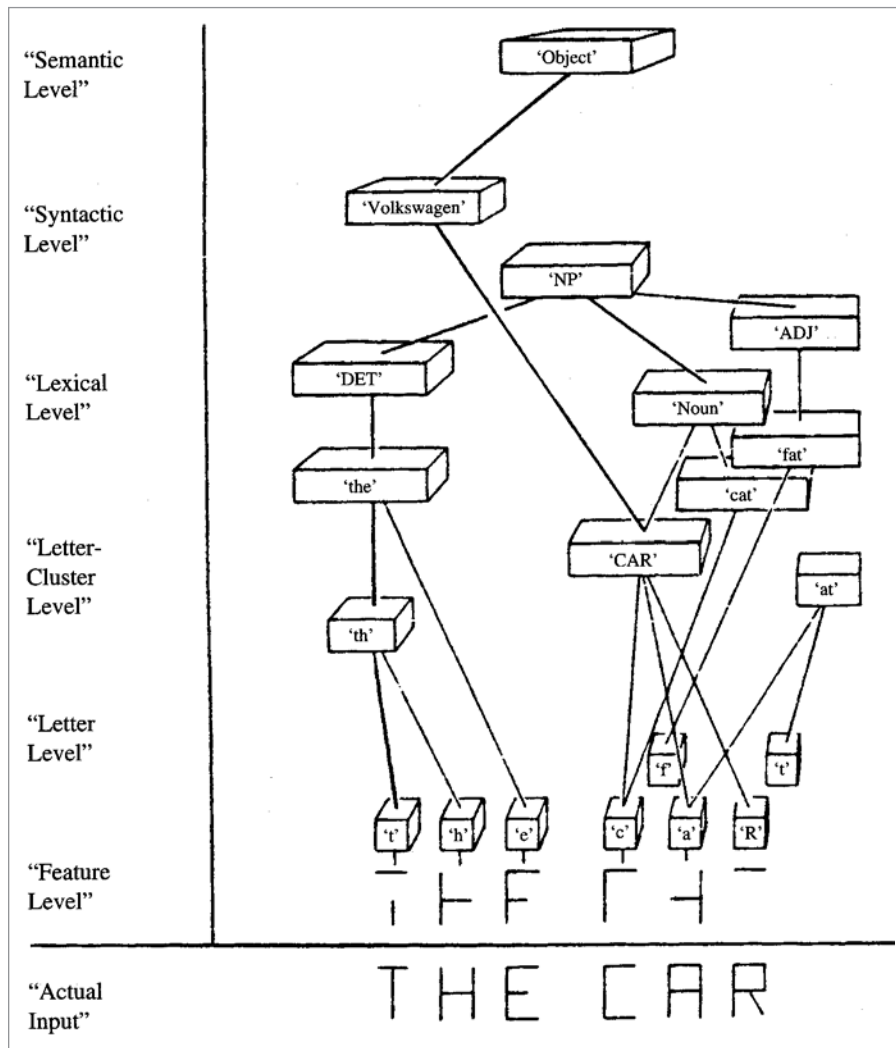 “Semantic
Level”
‘Object’
“Syntactic
Level”
‘Volkswagen’
‘NP’
‘ADJ’
“Lexical
Level”
‘DET’
‘Noun’
‘fat’
‘the’
‘cat’
“Letter-
Cluster
Level”
‘CAR’
‘at’
‘th’
“Letter
Level”
‘f’ ‘t’
‘t’ ‘h’ ‘e’ ‘c’ ‘a’ ‘R’
“Feature
Level”
“Actual
Input”
THE CAR